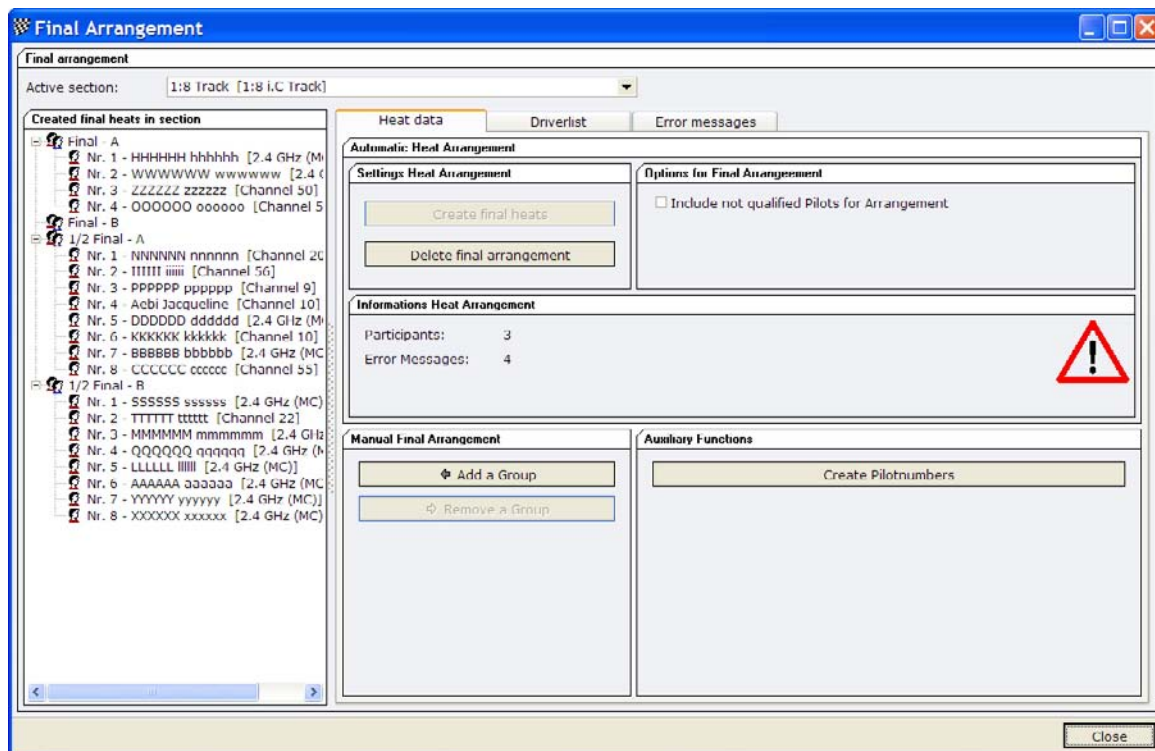 Final Arrangement
Final arrangement
Active section: 1:8 Track [1:8 i.C Track]
Created final heats in section
Final - A
Nr. 1 - HHHHHH hhhhhh [2.4 GHz (M
Nr. 2 - WWWWWW wwwwww [2.4 G
Nr. 3 - ZZZZZZ zzzzzz [Channel 50]
Nr. 4 - OOOOOO oooooo [Channel 5
Final - B
1/2 Final - A
Nr. 1 - NNNNNN nnnnnn [Channel 20
Nr. 2 - IIIIII iiiiii [Channel 56]
Nr. 3 - PPPPPP pppppp [Channel 9]
Nr. 4 - Aebi Jacqueline [Channel 10]
Nr. 5 - DDDDDD dddddd [2.4 GHz (M
Nr. 6 - KKKKKK kkkkkk [Channel 10]
Nr. 7 - BBBBBB bbbbbb [2.4 GHz (MC
Nr. 8 - CCCCCC cccccc [Channel 55]
1/2 Final - B
Nr. 1 - SSSSSS ssssss [2.4 GHz (MC)
Nr. 2 - TTTTTT tttttt [Channel 22]
Nr. 3 - MMMMMM mmmmmm [2.4 GHz
Nr. 4 - QQQQQQ qqqqqq [2.4 GHz (M
Nr. 5 - LLLLLL llllll [2.4 GHz (MC)]
Nr. 6 - AAAAAA aaaaaa [2.4 GHz (MC
Nr. 7 - YYYYYY yyyyyy [2.4 GHz (MC)]
Nr. 8 - XXXXXX xxxxxx [2.4 GHz (MC)
Heat data Driverlist Error messages
Automatic Heat Arrangement
Settings Heat Arrangement
Create final heats
Delete final arrangement
Options for Final Arrangement
Include not qualified Pilots for Arrangement
Informations Heat Arrangement
Participants: 3
Error Messages: 4
Manual Final Arrangement
Add a Group
Remove a Group
Auxiliary Functions
Create Pilotnumbers
Close